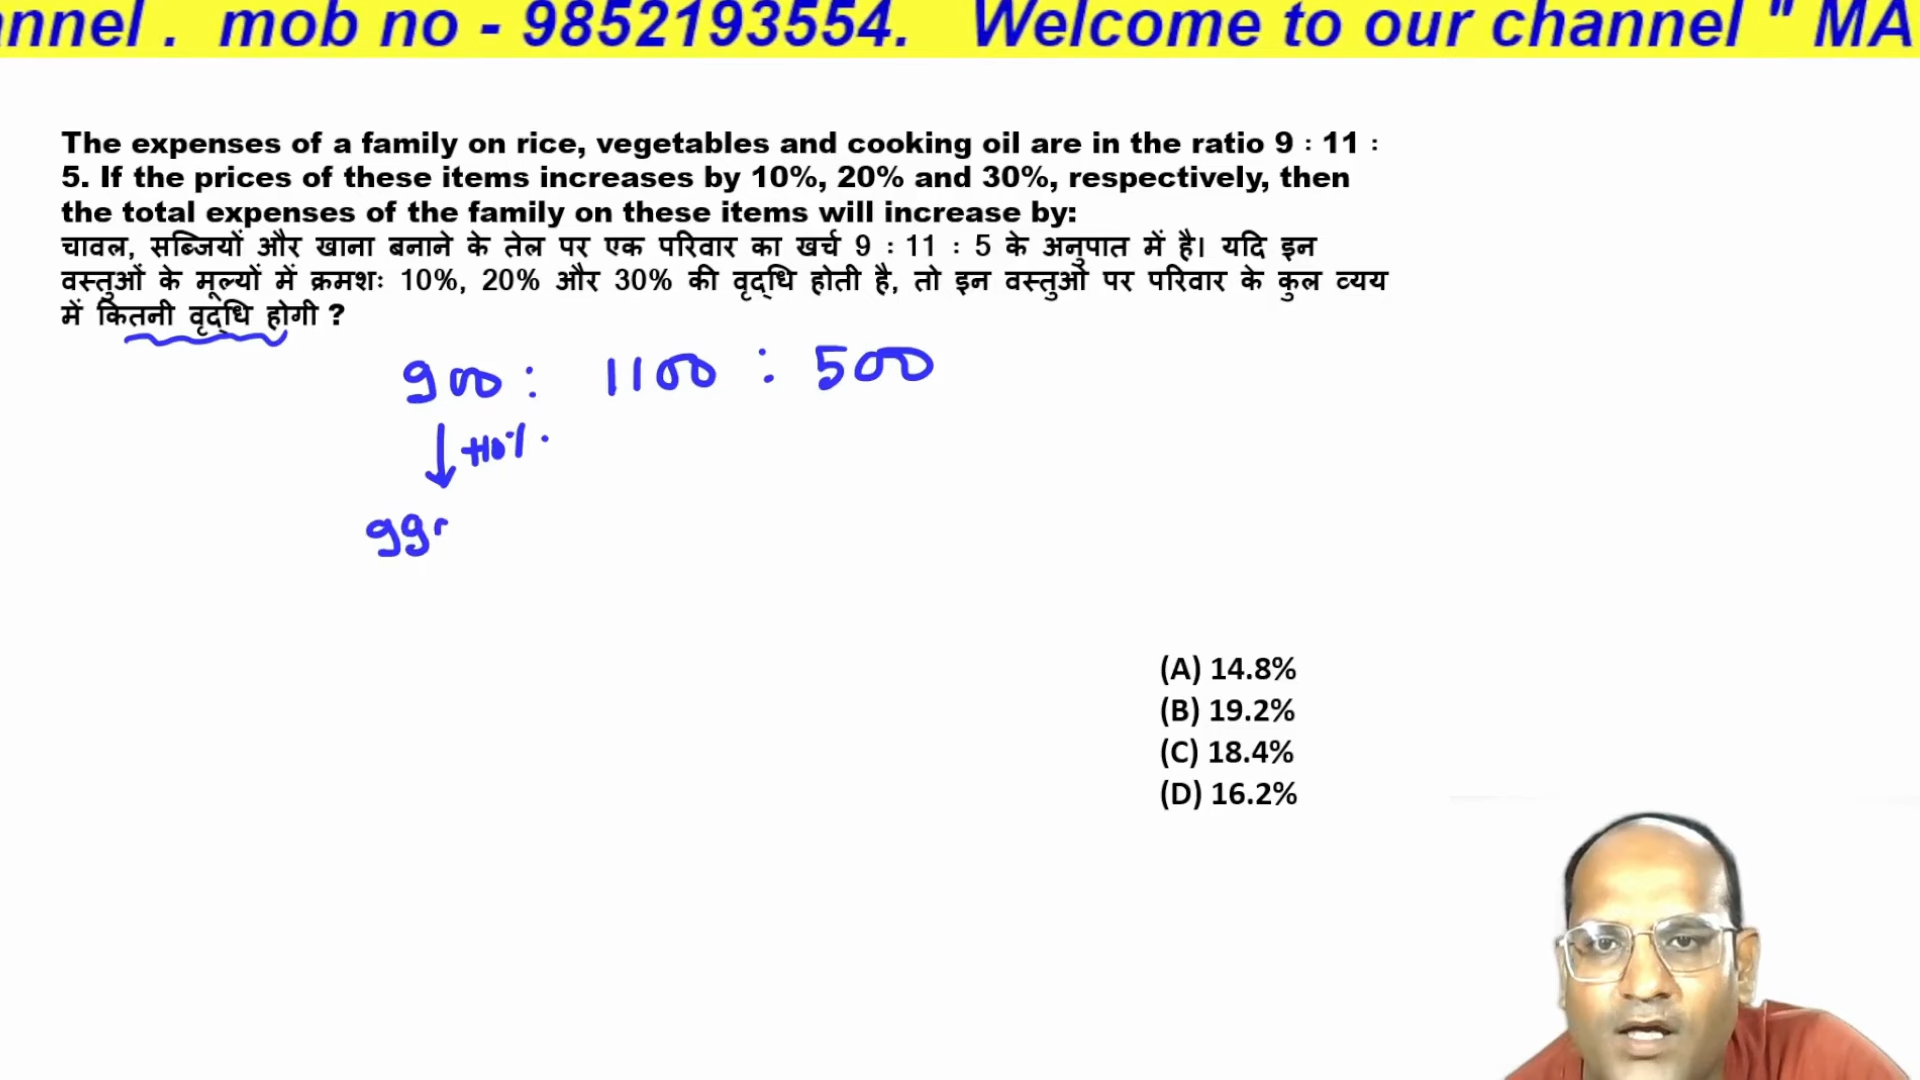 nnel . mob no - 9852193554. Welcome to our channel " MA
The expenses of a family on rice, vegetables and cooking oil are in the ratio 9 : 11 :
5. If the prices of these items increases by 10%, 20% and 30%, respectively, then
the total expenses of the family on these items will increase by:
चावल, सब्जियों और खाना बनाने के तेल पर एक परिवार का खर्च 9 : 11 : 5 के अनुपात में है। यदि इन
वस्तुओं के मूल्यों में क्रमशः 10%, 20% और 30% की वृद्धि होती है, तो इन वस्तुओ पर परिवार के कुल व्यय
में कितनी वृद्धि होगी ?
900 : 1100 : 500
+10%.
99
(A) 14.8%
(B) 19.2%
(C) 18.4%
(D) 16.2%